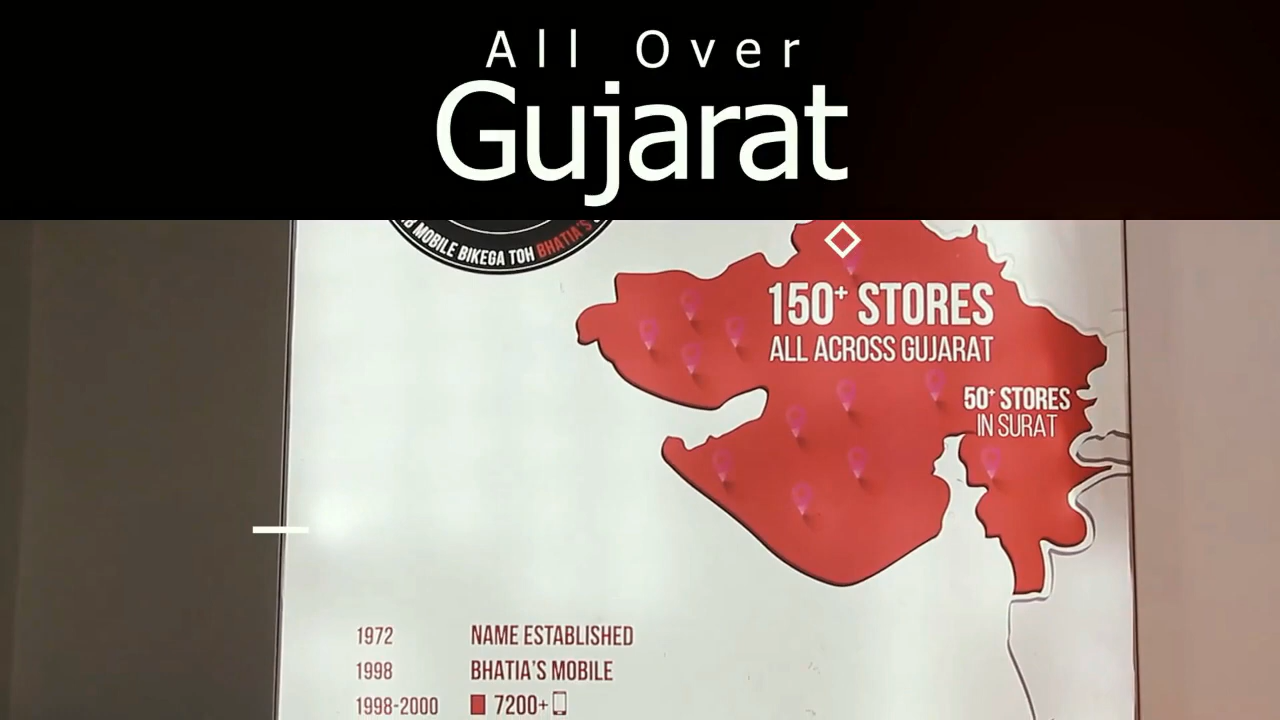 All Over
Gujarat
MOBILE BIKEGA TOH BHATIA'S
150+ STORES
ALL ACROSS GUJARAT
50+ STORES
IN SURAT
1972 NAME ESTABLISHED
1998 BHATIA'S MOBILE
1998-2000 7200+